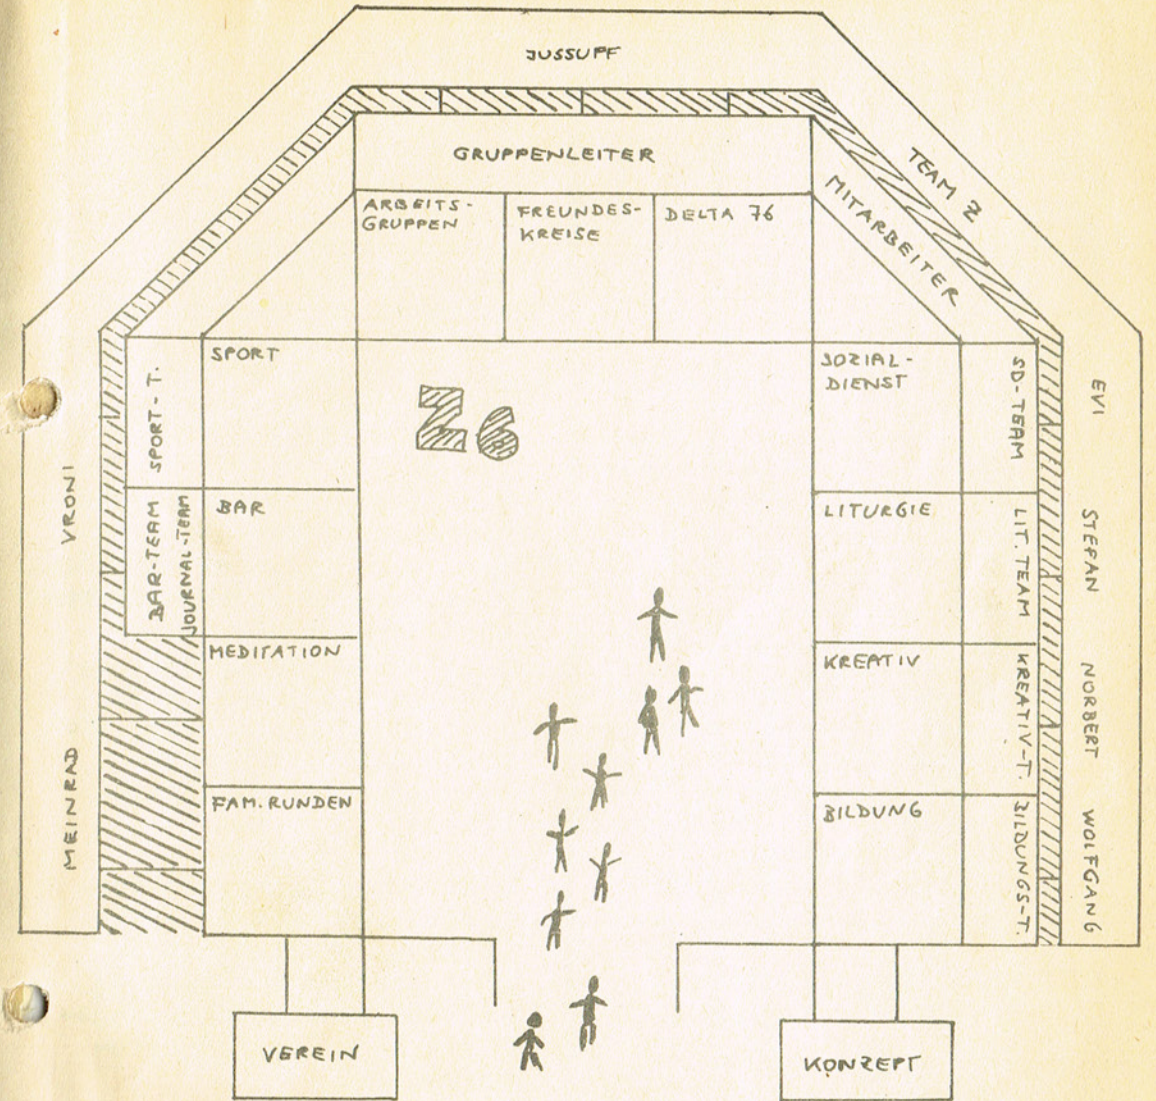 JUSSUPF
TEAM Z
GRUPPENLEITER
MITARBEITER
ARBEITS-
GRUPPEN
FREUNDES-
KREISE
DELTA 76
SPORT - T.
SPORT
Z6
SOZIAL-
DIENST
SD-TEAM
EVI
VRONI
BAR-TEAM
JOURNAL-TEAM
BAR
LITURGIE
LIT. TEAM
STEFAN
MEDITATION
KREATIV
KREATIV-T.
NORBERT
MEINRAD
FAM. RUNDEN
BILDUNG
BILDUNGS-T.
WOLFGANG
VEREIN
KONZEPT